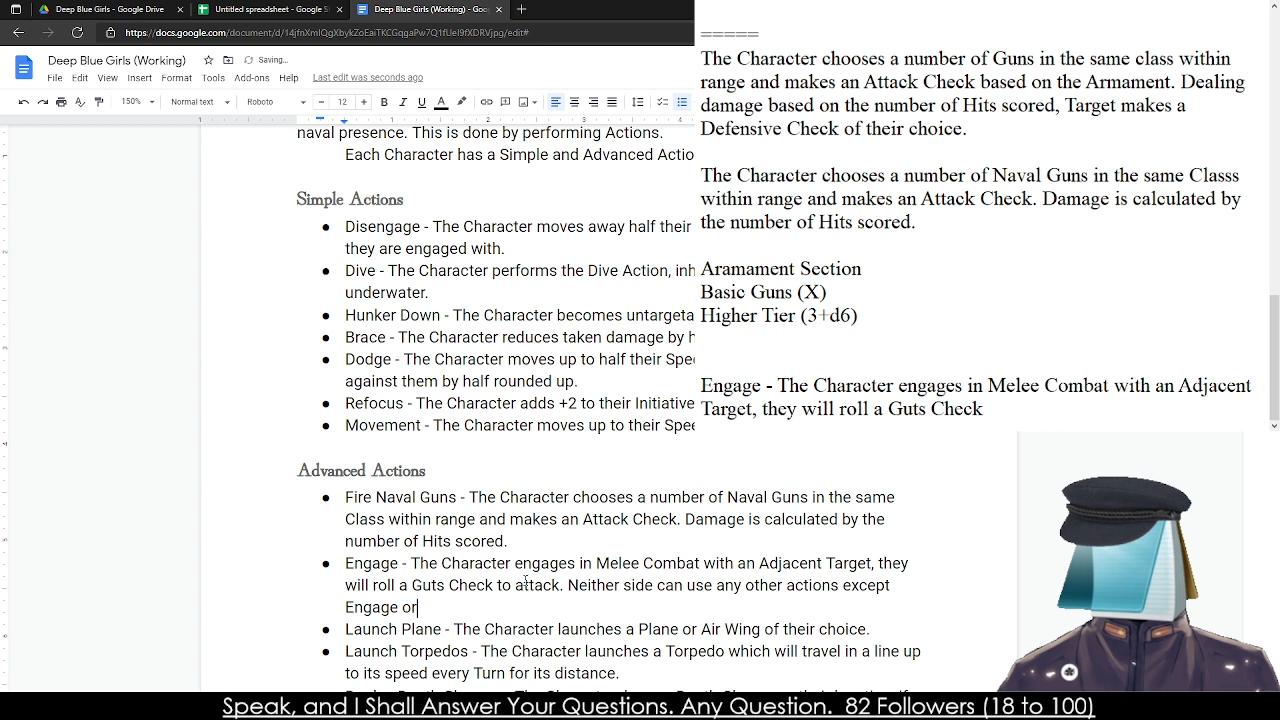 Deep Blue Girls - Google Drive
Untitled spreadsheet - Google S
Deep Blue Girls (Working) - Goo
Deep Blue Girls (Working)
Saving...
File Edit View Insert Format Tools Add-ons Help Last edit was seconds ago
150% Normal text Roboto 12
naval presence. This is done by performing Actions.
Each Character has a Simple and Advanced Actio
Simple Actions
● Disengage - The Character moves away half their
they are engaged with.
● Dive - The Character performs the Dive Action, inh
underwater.
● Hunker Down - The Character becomes untargeta
● Brace - The Character reduces taken damage by h
● Dodge - The Character moves up to half their Spe
against them by half rounded up.
● Refocus - The Character adds +2 to their Initiative
● Movement - The Character moves up to their Spe
Advanced Actions
● Fire Naval Guns - The Character chooses a number of Naval Guns in the same
Class within range and makes an Attack Check. Damage is calculated by the
number of Hits scored.
● Engage - The Character engages in Melee Combat with an Adjacent Target, they
will roll a Guts Check to attack. Neither side can use any other actions except
Engage or
● Launch Plane - The Character launches a Plane or Air Wing of their choice.
● Launch Torpedos - The Character launches a Torpedo which will travel in a line up
to its speed every Turn for its distance.
=====
The Character chooses a number of Guns in the same class within
range and makes an Attack Check based on the Armament. Dealing
damage based on the number of Hits scored, Target makes a
Defensive Check of their choice.
The Character chooses a number of Naval Guns in the same Classs
within range and makes an Attack Check. Damage is calculated by
the number of Hits scored.
Aramament Section
Basic Guns (X)
Higher Tier (3+d6)
Engage - The Character engages in Melee Combat with an Adjacent
Target, they will roll a Guts Check
Speak, and I Shall Answer Your Questions. Any Question. 82 Followers (18 to 100)